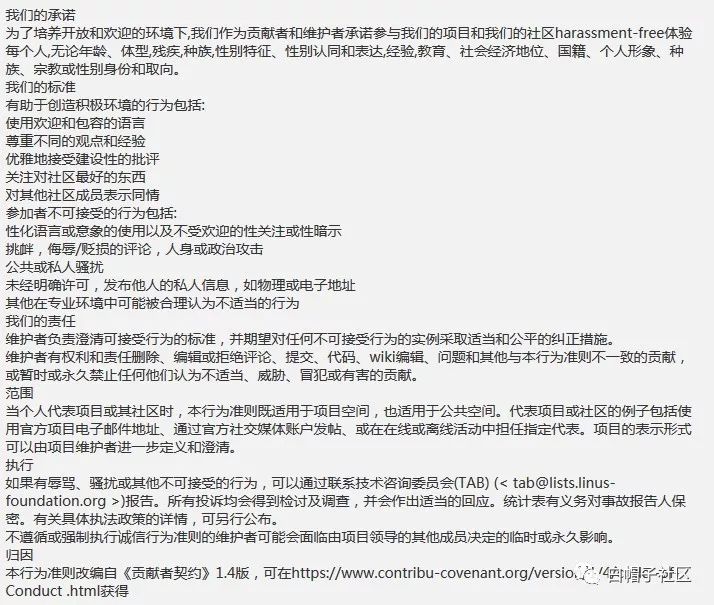 我们的承诺
为了培养开放和欢迎的环境下,我们作为贡献者和维护者承诺参与我们的项目和我们的社区harassment-free体验
每个人,无论年龄、体型,残疾,种族,性别特征、性别认同和表达,经验,教育、社会经济地位、国籍、个人形象、种
族、宗教或性别身份和取向。
我们的标准
有助于创造积极环境的行为包括:
使用欢迎和包容的语言
尊重不同的观点和经验
优雅地接受建设性的批评
关注对社区最好的东西
对其他社区成员表示同情
参加者不可接受的行为包括:
性化语言或意象的使用以及不受欢迎的性关注或性暗示
挑衅，侮辱/贬损的评论，人身或政治攻击
公共或私人骚扰
未经明确许可，发布他人的私人信息，如物理或电子地址
其他在专业环境中可能被合理认为不适当的行为
我们的责任
维护者负责澄清可接受行为的标准，并期望对任何不可接受行为的实例采取适当和公平的纠正措施。
维护者有权利和责任删除、编辑或拒绝评论、提交、代码、wiki编辑、问题和其他与本行为准则不一致的贡献，
或暂时或永久禁止任何他们认为不适当、威胁、冒犯或有害的贡献。
范围
当个人代表项目或其社区时，本行为准则既适用于项目空间，也适用于公共空间。代表项目或社区的例子包括使
用官方项目电子邮件地址、通过官方社交媒体账户发帖、或在在线或离线活动中担任指定代表。项目的表示形式
可以由项目维护者进一步定义和澄清。
执行
如果有辱骂、骚扰或其他不可接受的行为，可以通过联系技术咨询委员会(TAB) (< tab@lists.linus-
foundation.org >)报告。所有投诉均会得到检讨及调查，并会作出适当的回应。统计表有义务对事故报告人保
密。有关具体执法政策的详情，可另行公布。
不遵循或强制执行诚信行为准则的维护者可能会面临由项目领导的其他成员决定的临时或永久影响。
归因
本行为准则改编自《贡献者契约》1.4版，可在https://www.contribu-covenant.org/version
Conduct .html获得
白帽子社区